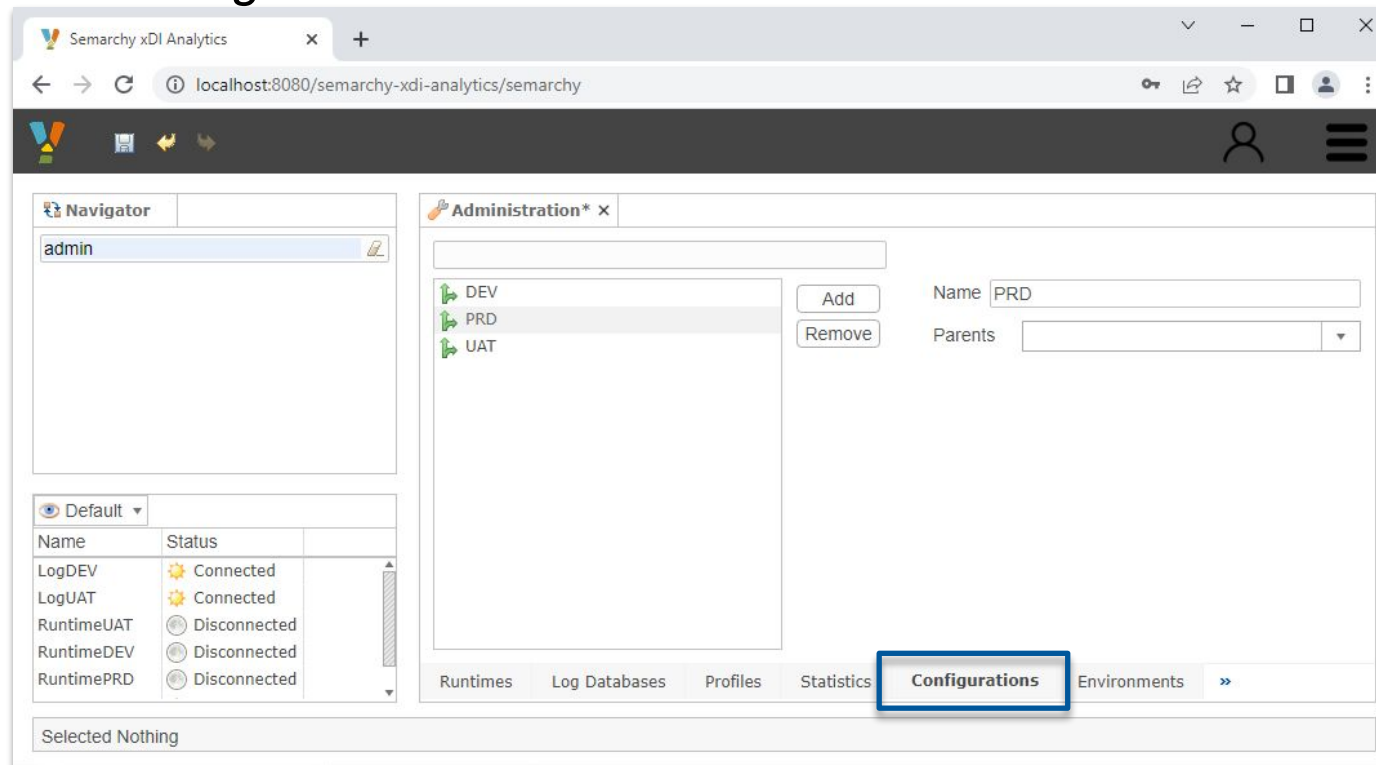 Semarchy xDI Analytics
localhost:8080/semarchy-xdi-analytics/semarchy
Navigator
admin
Default
Name Status
LogDEV Connected
LogUAT Connected
RuntimeUAT Disconnected
RuntimeDEV Disconnected
RuntimePRD Disconnected
Administration*
DEV
PRD
UAT
Add
Remove
Name PRD
Parents
Runtimes Log Databases Profiles Statistics Configurations Environments »
Selected Nothing